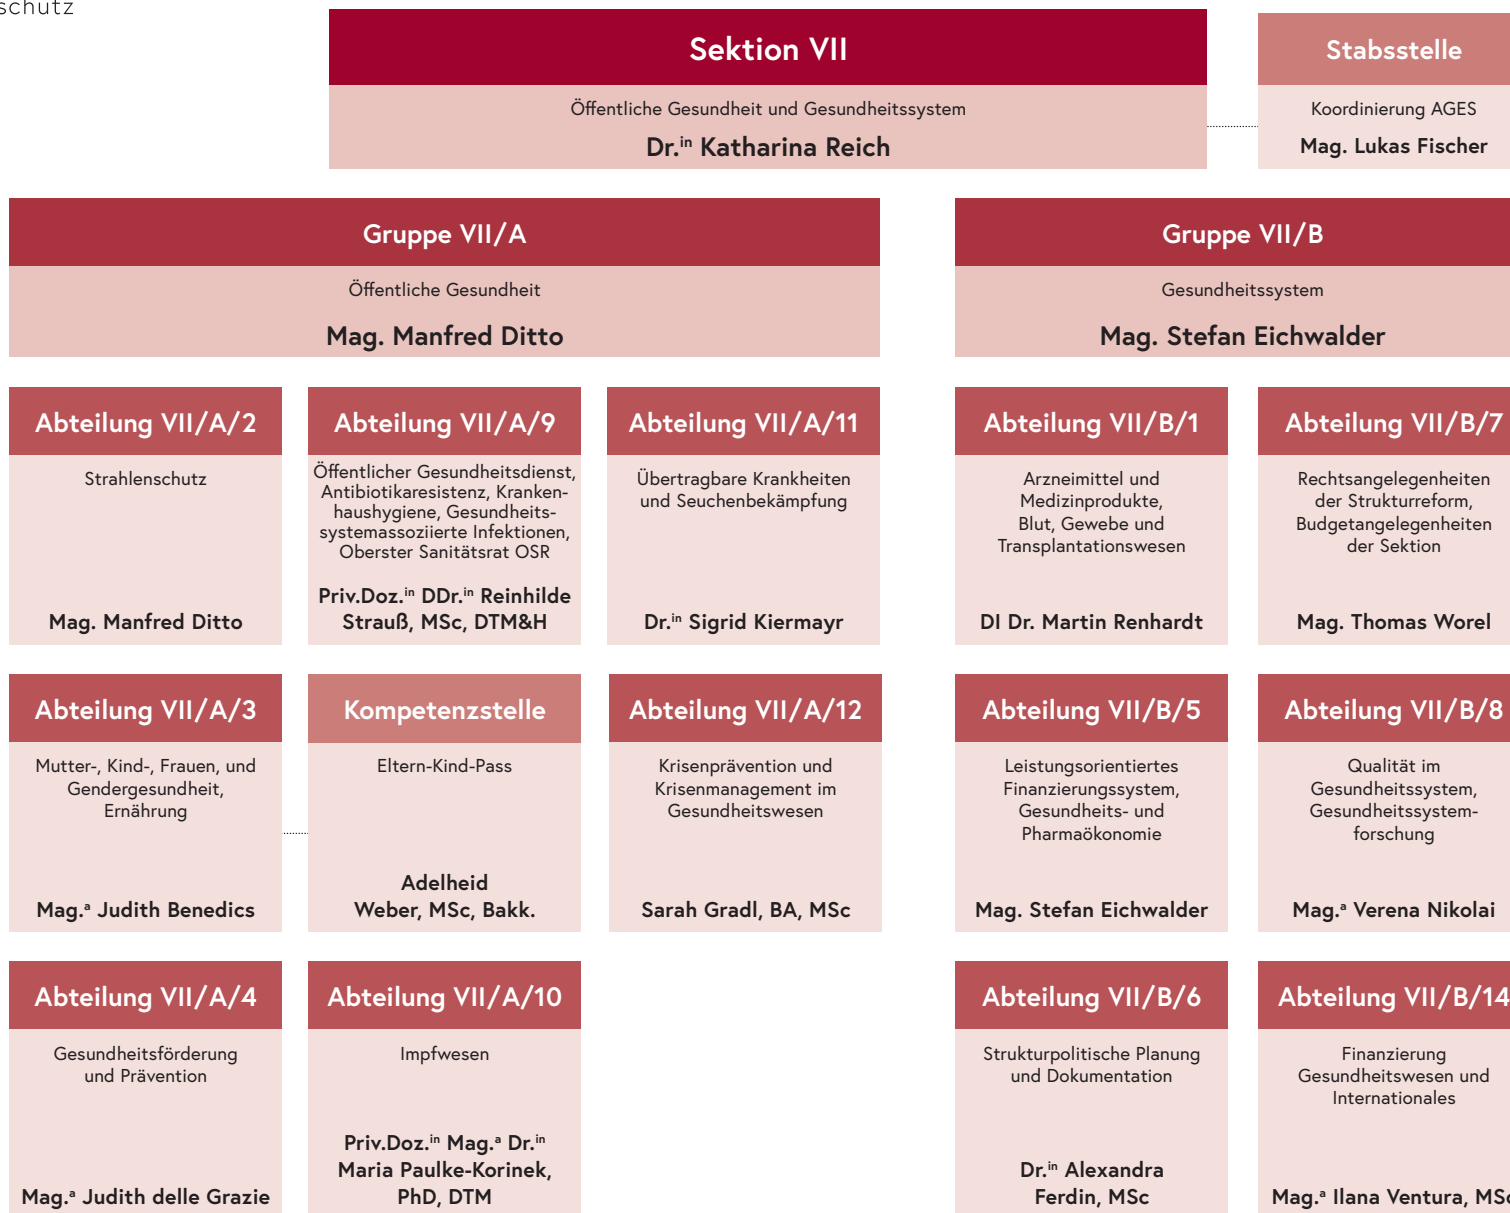 schutz
Sektion VII
Öffentliche Gesundheit und Gesundheitssystem
Dr.ⁱⁿ Katharina Reich
Stabsstelle
Koordinierung AGES
Mag. Lukas Fischer
Gruppe VII/A
Öffentliche Gesundheit
Mag. Manfred Ditto
Gruppe VII/B
Gesundheitssystem
Mag. Stefan Eichwalder
Abteilung VII/A/2
Strahlenschutz
Mag. Manfred Ditto
Abteilung VII/A/9
Öffentlicher Gesundheitsdienst,
Antibiotikaresistenz, Kranken-
haushygiene, Gesundheits-
systemassoziierte Infektionen,
Oberster Sanitätsrat OSR
Priv.Doz.ⁱⁿ DDr.ⁱⁿ Reinhilde
Strauß, MSc, DTM&H
Abteilung VII/A/11
Übertragbare Krankheiten
und Seuchenbekämpfung
Dr.ⁱⁿ Sigrid Kiermayr
Abteilung VII/B/1
Arzneimittel und
Medizinprodukte,
Blut, Gewebe und
Transplantationswesen
DI Dr. Martin Renhardt
Abteilung VII/B/7
Rechtsangelegenheiten
der Strukturreform,
Budgetangelegenheiten
der Sektion
Mag. Thomas Worel
Abteilung VII/A/3
Mutter-, Kind-, Frauen, und
Gendergesundheit,
Ernährung
Mag.ᵃ Judith Benedics
Kompetenzstelle
Eltern-Kind-Pass
Adelheid
Weber, MSc, Bakk.
Abteilung VII/A/12
Krisenprävention und
Krisenmanagement im
Gesundheitswesen
Sarah Gradl, BA, MSc
Abteilung VII/B/5
Leistungsorientiertes
Finanzierungssystem,
Gesundheits- und
Pharmaökonomie
Mag. Stefan Eichwalder
Abteilung VII/B/8
Qualität im
Gesundheitssystem,
Gesundheitssystem-
forschung
Mag.ᵃ Verena Nikolai
Abteilung VII/A/4
Gesundheitsförderung
und Prävention
Mag.ᵃ Judith delle Grazie
Abteilung VII/A/10
Impfwesen
Priv.Doz.ⁱⁿ Mag.ᵃ Dr.ⁱⁿ
Maria Paulke-Korinek,
PhD, DTM
Abteilung VII/B/6
Strukturpolitische Planung
und Dokumentation
Dr.ⁱⁿ Alexandra
Ferdin, MSc
Abteilung VII/B/14
Finanzierung
Gesundheitswesen und
Internationales
Mag.ᵃ Ilana Ventura, MSc